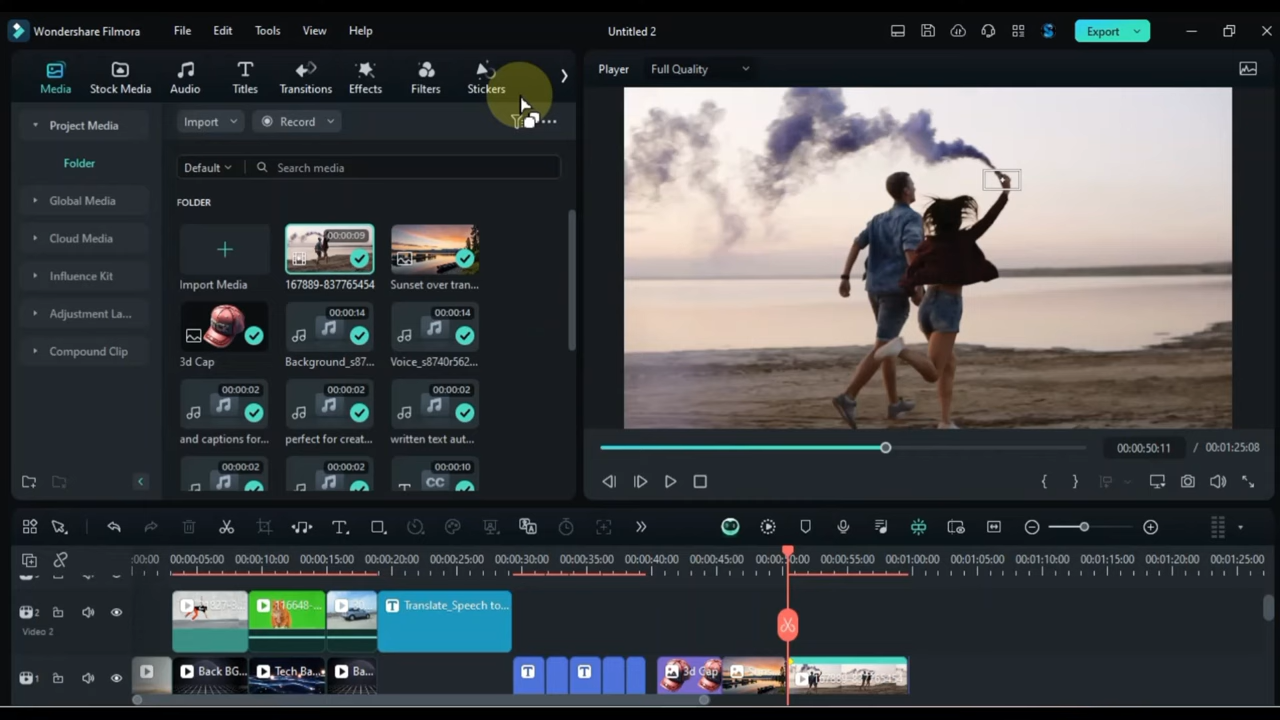 Wondershare Filmora File Edit Tools View Help Untitled 2 Export
Media Stock Media Audio Titles Transitions Effects Filters Stickers
Player Full Quality
Project Media
Import Record
Folder
Default Search media
Global Media
FOLDER
Cloud Media
00:00:09
Import Media 167889-837765454 Sunset over tran...
Influence Kit
Adjustment La...
00:00:14 00:00:14
Compound Clip
3d Cap Background_s87... Voice_s8740r562...
00:00:02 00:00:02 00:00:02
and captions for... perfect for creat... written text aut...
00:00:02 00:00:02 00:00:10
CC
00:00:50:11 / 00:01:25:08
:00:00 00:00:05:00 00:00:10:00 00:00:15:00 00:00:20:00 00:00:25:00 00:00:30:00 00:00:35:00 00:00:40:00 00:00:45:00 00:00:50:00 00:00:55:00 00:01:00:00 00:01:05:00 00:01:10:00 00:01:15:00 00:01:20:00 00:01:25:00
2 116648-... T Translate_Speech to...
Video 2
1 Back BG... Tech Ba... Ba... T T 3d Cap